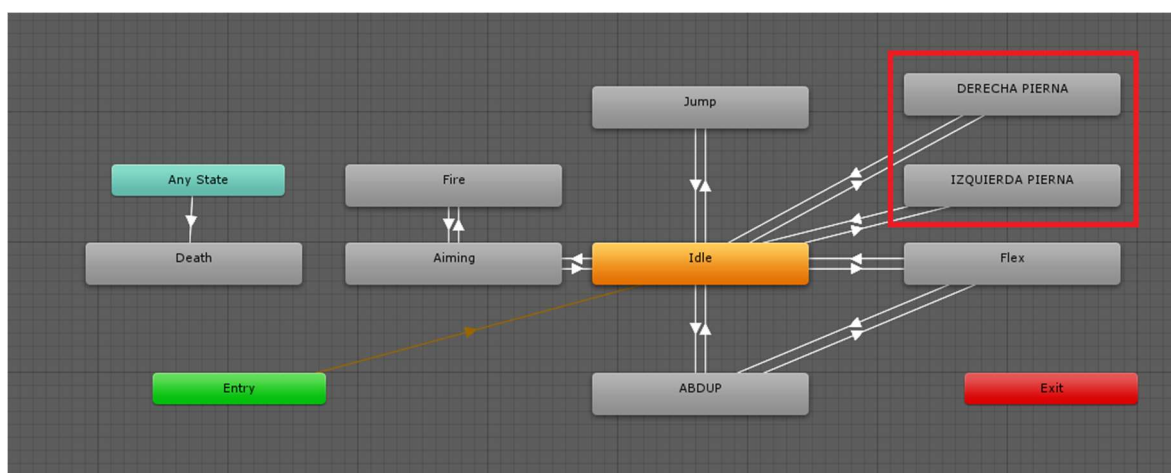 DERECHA PIERNA
Jump
Any State
Fire
IZQUIERDA PIERNA
Death
Aiming
Idle
Flex
Entry
ABDUP
Exit